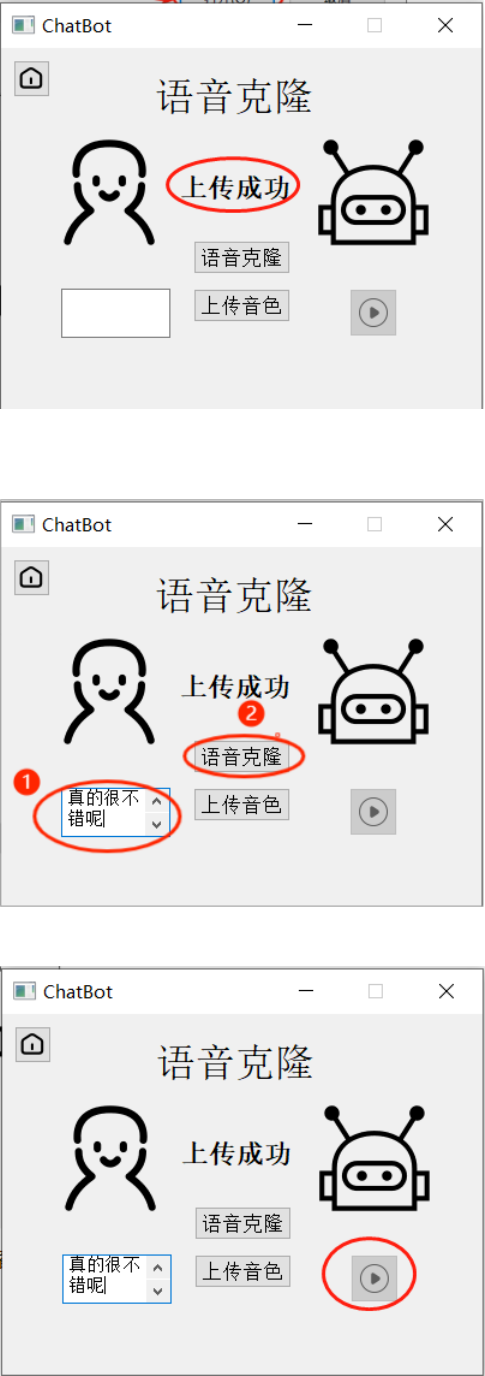 ChatBot
语音克隆
上传成功
语音克隆
上传音色
ChatBot
语音克隆
上传成功
2
语音克隆
1
真的很不
错呢
上传音色
ChatBot
语音克隆
上传成功
语音克隆
真的很不
错呢
上传音色